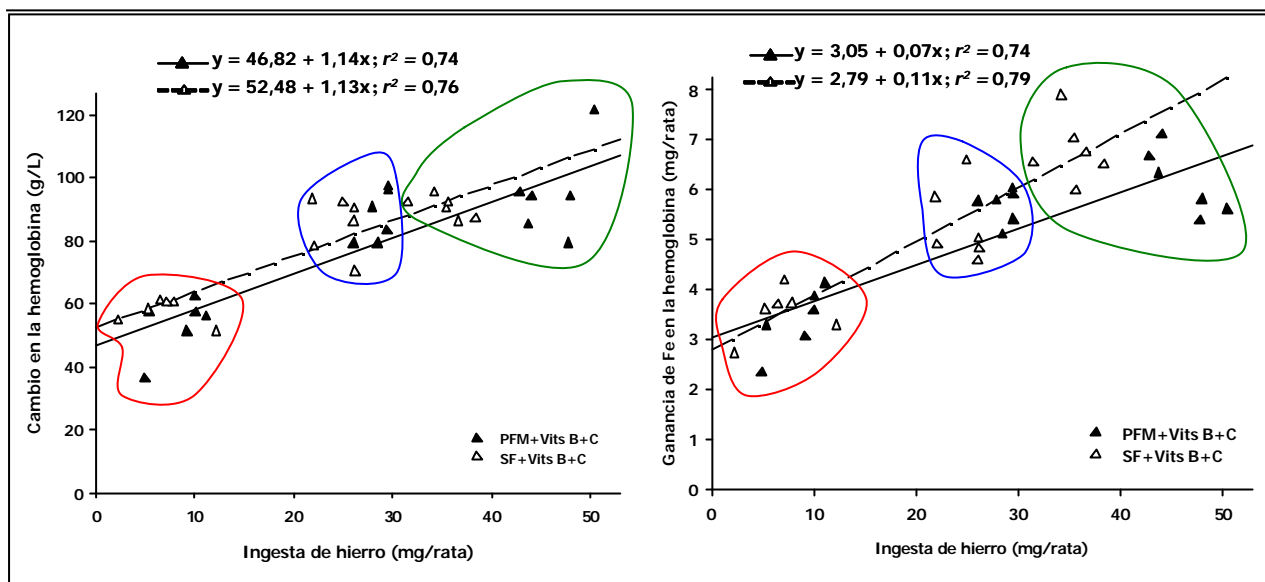 y = 46,82 + 1,14x; r² = 0,74
y = 52,48 + 1,13x; r² = 0,76
Cambio en la hemoglobina (g/L)
120
100
80
60
40
20
0
PFM+Vits B+C
SF+Vits B+C
0 10 20 30 40 50
Ingesta de hierro (mg/rata)
y = 3,05 + 0,07x; r² = 0,74
y = 2,79 + 0,11x; r² = 0,79
Ganancia de Fe en la hemoglobina (mg/rata)
8
7
6
5
4
3
2
1
0
PFM+Vits B+C
SF+Vits B+C
0 10 20 30 40 50
Ingesta de hierro (mg/rata)